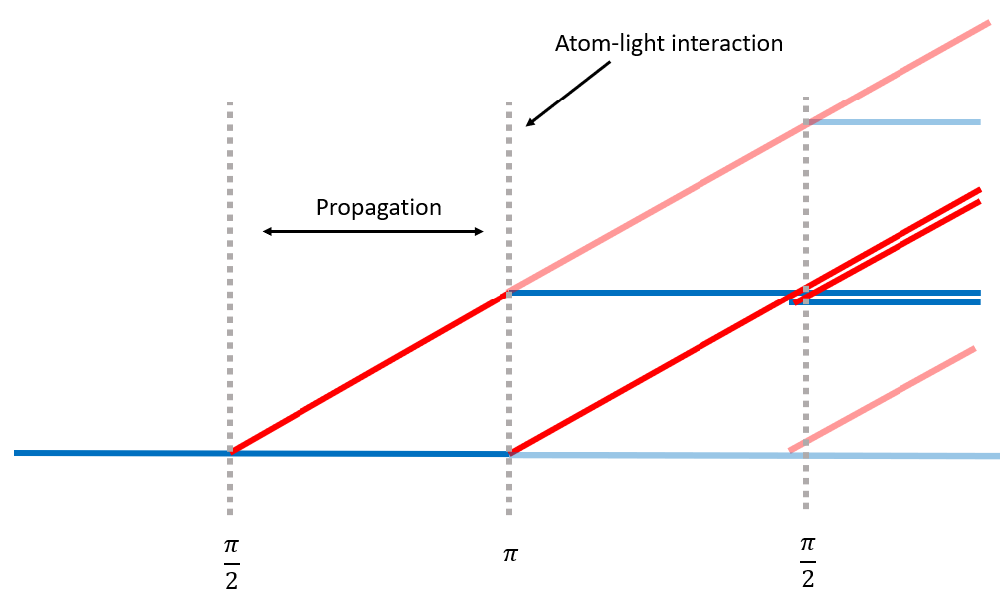 Atom-light interaction
Propagation
π/2
π
π/2